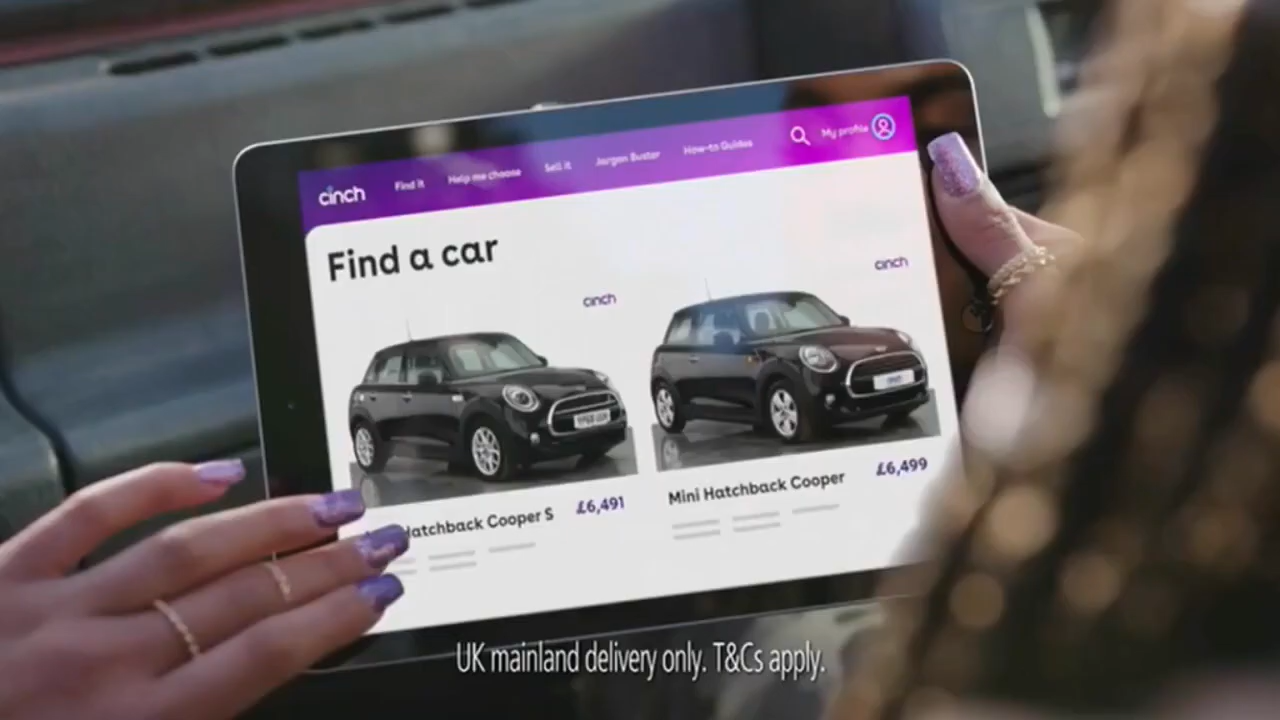 cinch Find it Help me choose Sell it Jargon Buster How-to Guides My profile
Find a car
cinch
cinch
cinch
Hatchback Cooper S £6,491
Mini Hatchback Cooper £6,499
UK mainland delivery only. T&Cs apply.